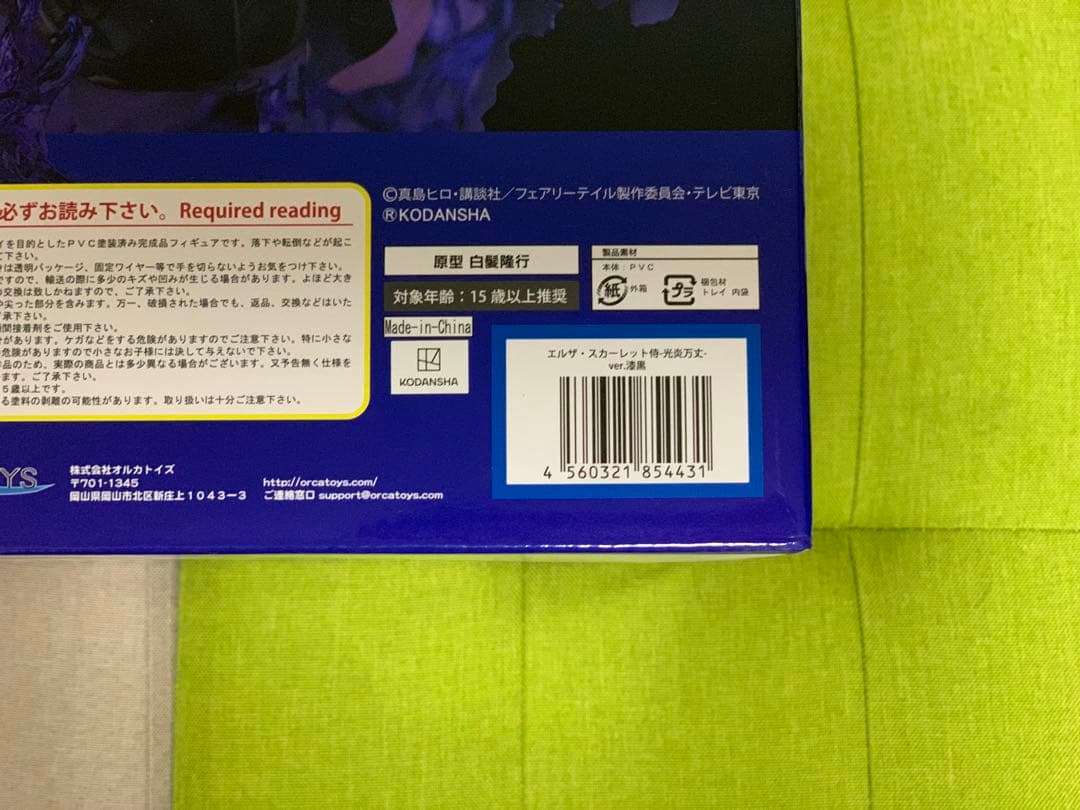 必ずお読み下さい。 Required reading
イを目的としたPVC塗装済み完成品フィギュアです。落下や転倒などが起こ
て下さい。
きは透明パッケージ、固定ワイヤー等で手を切らないようお気をつけ下さい。
ですので、輸送の際に多少のキズや凹みが生じる場合があります。よほど大き
の交換は致しかねますので、ご了承下さい。
や尖った部分を含みます。万一、破損された場合でも、返品、交換などはいた
了承下さい。
瞬間接着剤をご使用下さい。
分があります。ケガなどをする危険がありますのでご注意下さい。特に小さな
の危険がありますので小さなお子様には決して与えないで下さい。
作品のため、実際の商品とは多少異なる場合がございます。又予告無く仕様を
ます。ご了承下さい。
5歳以上です。
る塗料の剥離の可能性があります。取り扱いは十分ご注意下さい。
©真島ヒロ・講談社/フェアリーテイル製作委員会・テレビ東京
®KODANSHA
原型 白髪隆行
対象年齢:15歳以上推奨
Made-in-China
KODANSHA
製品素材
本体:PVC
紙 外箱
プラ 梱包材
トレイ 内袋
エルザ・スカーレット侍-光炎万丈-
ver.漆黒
4 560321 854431
YS
株式会社オルカトイズ
〒701-1345
岡山県岡山市北区新庄上1043-3
http://orcatoys.com/
ご連絡窓口 support@orcatoys.com